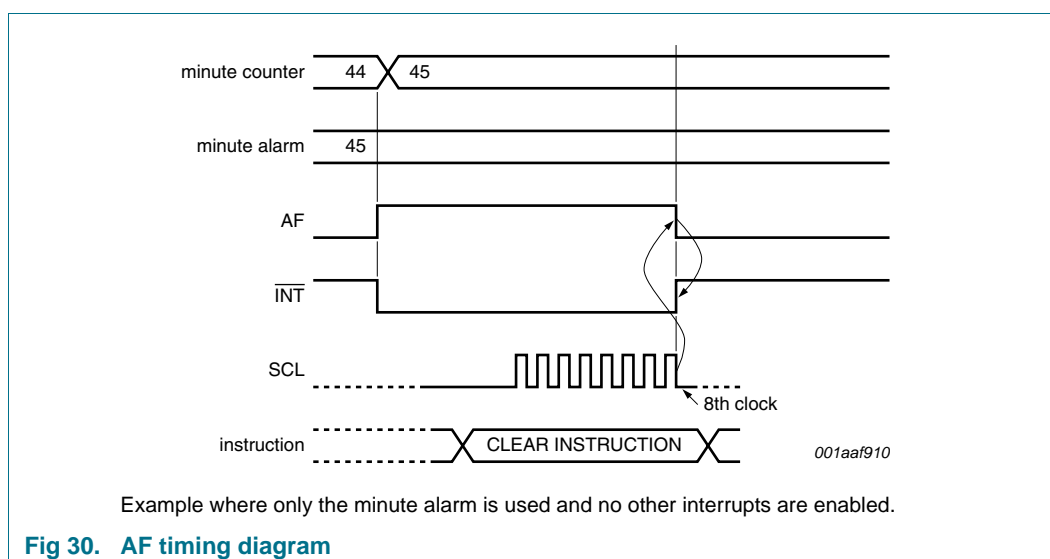 minute counter 44 45
minute alarm 45
AF
INT
SCL
8th clock
instruction CLEAR INSTRUCTION
001aaf910
Example where only the minute alarm is used and no other interrupts are enabled.
Fig 30. AF timing diagram